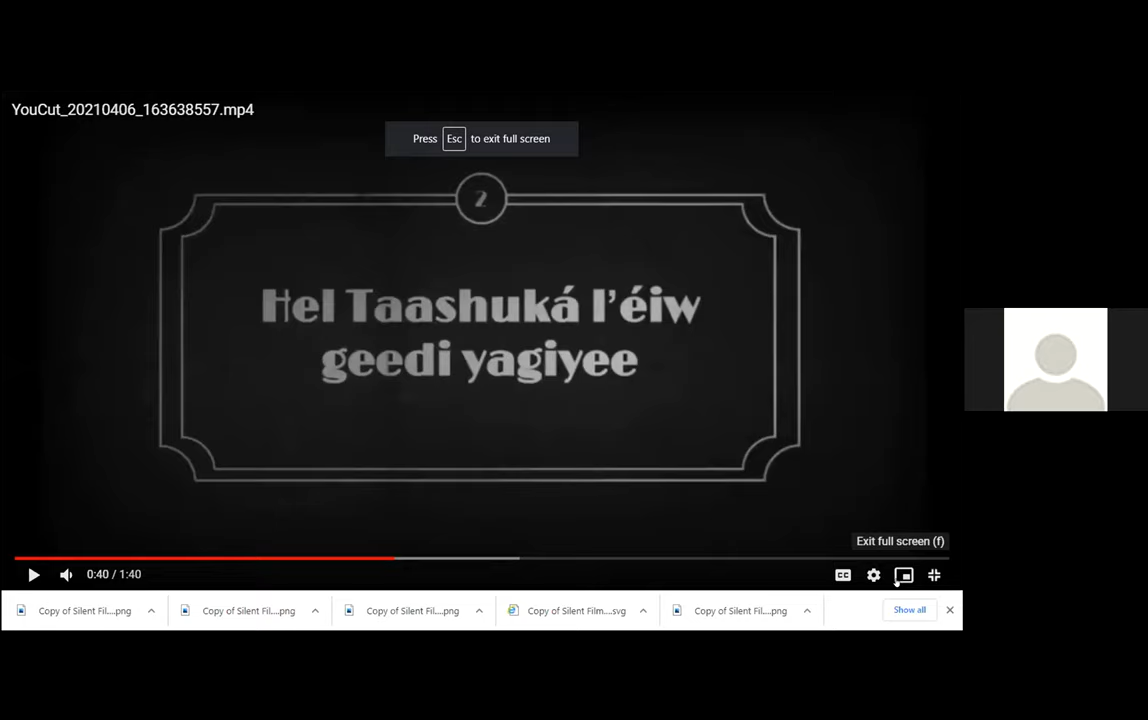 YouCut_20210406_163638557.mp4
Press Esc to exit full screen
2
Hel Taashuká l'éiw
geedi yagiyee
Exit full screen (f)
0:40 / 1:40
CC
Copy of Silent Fil....png
Copy of Silent Fil....png
Copy of Silent Fil....png
Copy of Silent Film....svg
Copy of Silent Fil....png
Show all